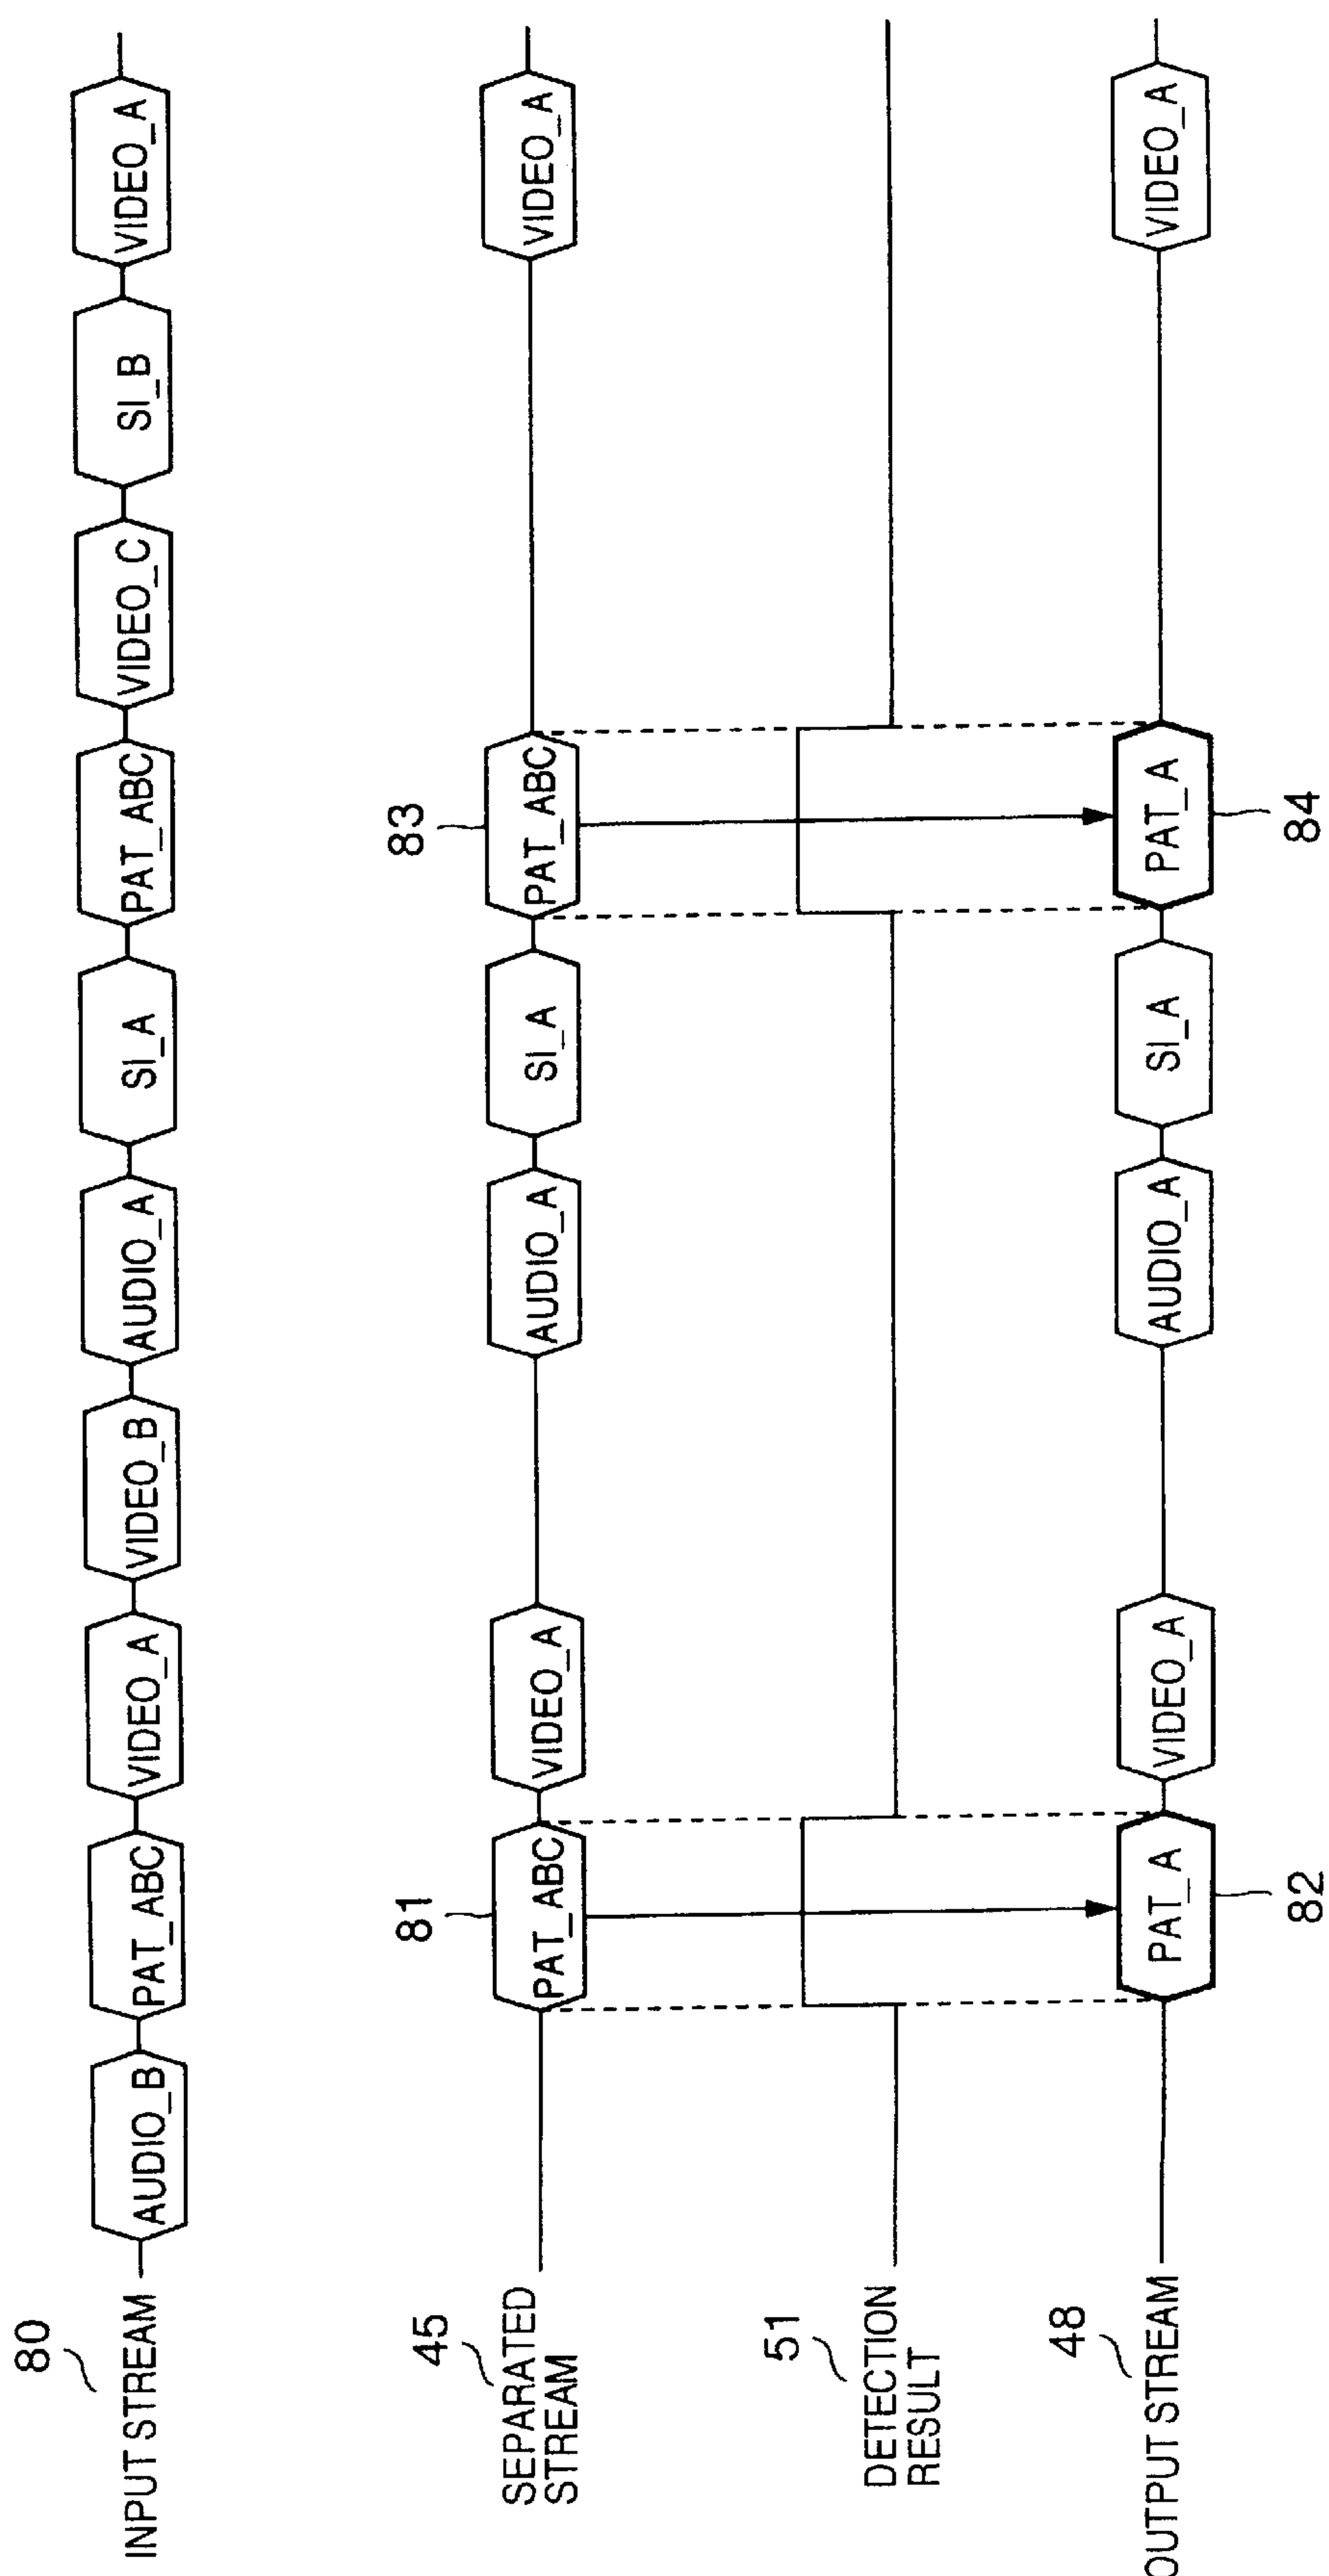 80
INPUT STREAM
AUDIO_B
PAT_ABC
VIDEO_A
VIDEO_B
AUDIO_A
SI_A
PAT_ABC
VIDEO_C
SI_B
VIDEO_A
45
SEPARATED
STREAM
81
PAT_ABC
VIDEO_A
AUDIO_A
SI_A
83
PAT_ABC
VIDEO_A
51
DETECTION
RESULT
48
OUTPUT STREAM
PAT_A
82
VIDEO_A
AUDIO_A
SI_A
PAT_A
84
VIDEO_A